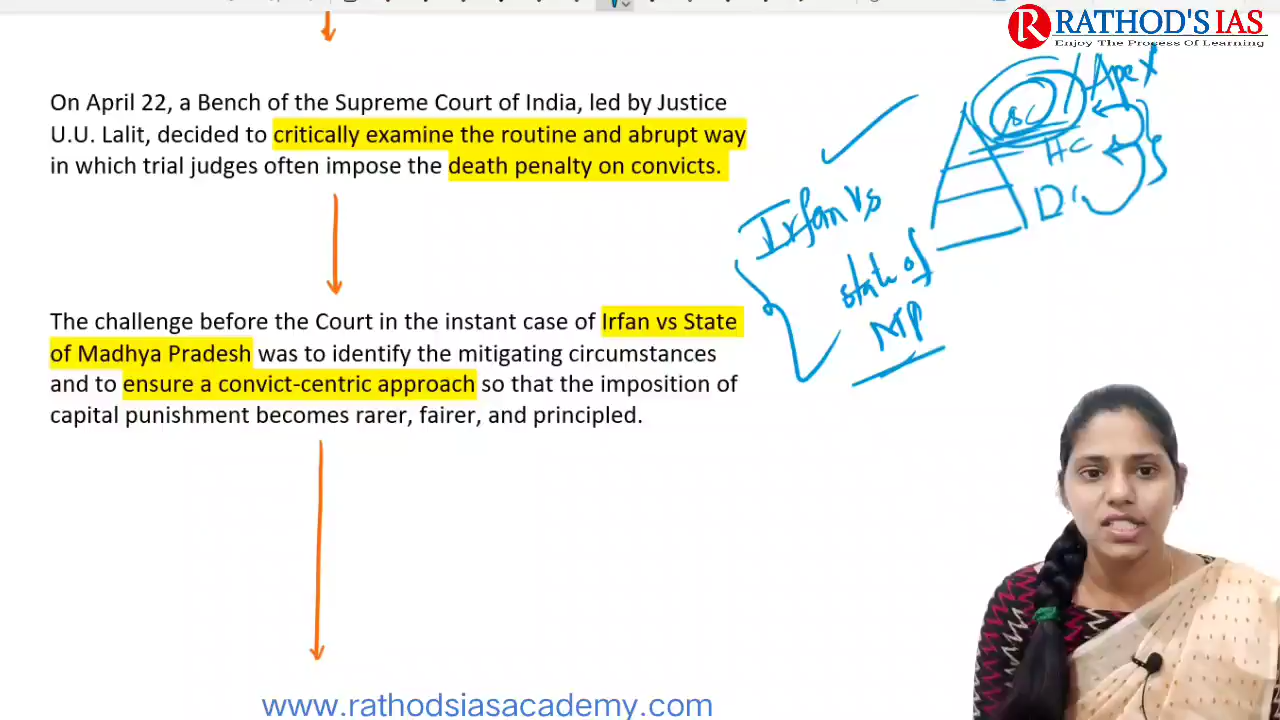 RATHOD'S IAS
Enjoy The Process Of Learning
On April 22, a Bench of the Supreme Court of India, led by Justice
U.U. Lalit, decided to critically examine the routine and abrupt way
in which trial judges often impose the death penalty on convicts.
The challenge before the Court in the instant case of Irfan vs State
of Madhya Pradesh was to identify the mitigating circumstances
and to ensure a convict-centric approach so that the imposition of
capital punishment becomes rarer, fairer, and principled.
Apex
SC
HC
Irfan vs
state of
MP
www.rathodsiasacademy.com